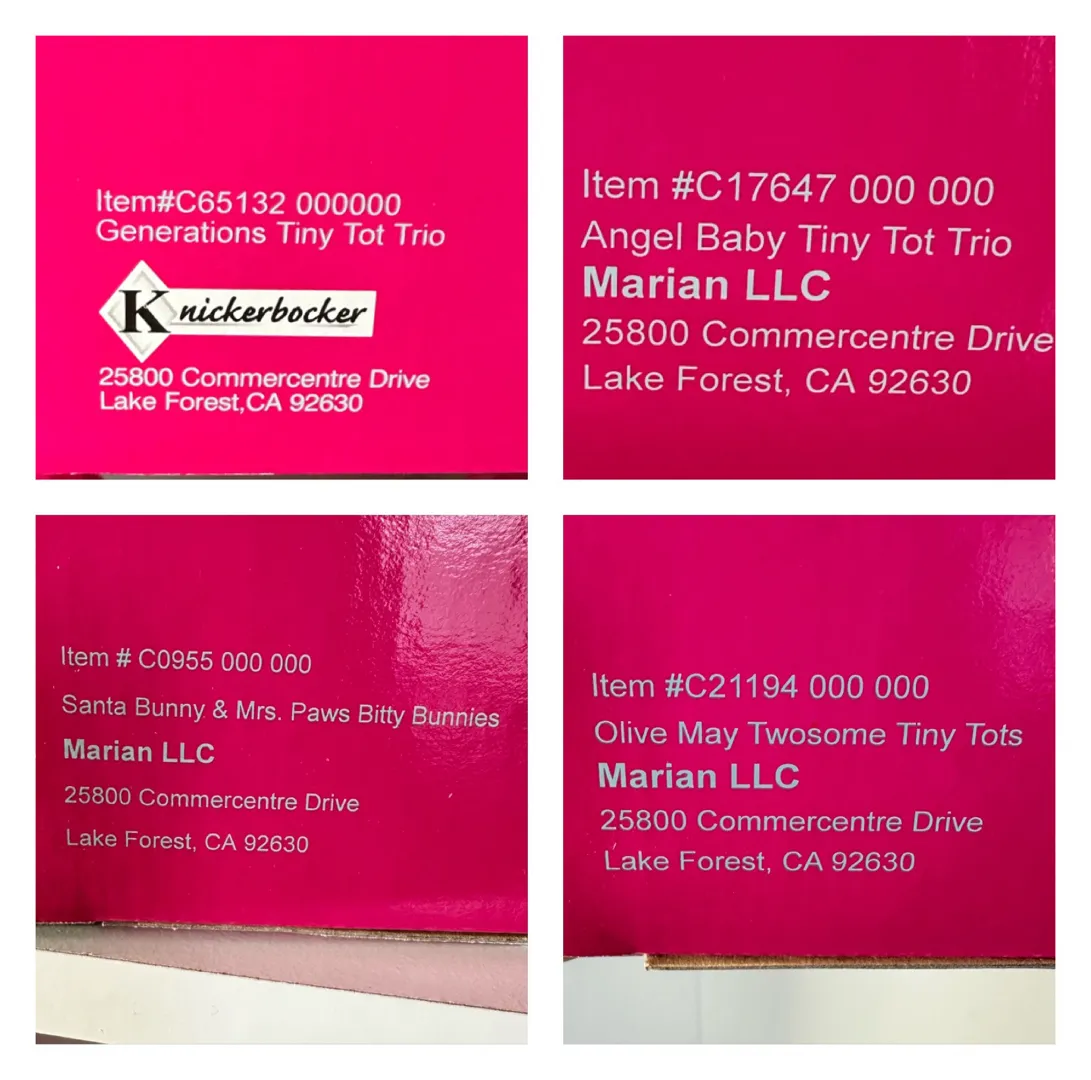 Item#C65132 000000
Generations Tiny Tot Trio
Knickerbocker
25800 Commercentre Drive
Lake Forest,CA 92630
Item #C17647 000 000
Angel Baby Tiny Tot Trio
Marian LLC
25800 Commercentre Drive
Lake Forest, CA 92630
Item # C0955 000 000
Santa Bunny & Mrs. Paws Bitty Bunnies
Marian LLC
25800 Commercentre Drive
Lake Forest, CA 92630
Item #C21194 000 000
Olive May Twosome Tiny Tots
Marian LLC
25800 Commercentre Drive
Lake Forest, CA 92630